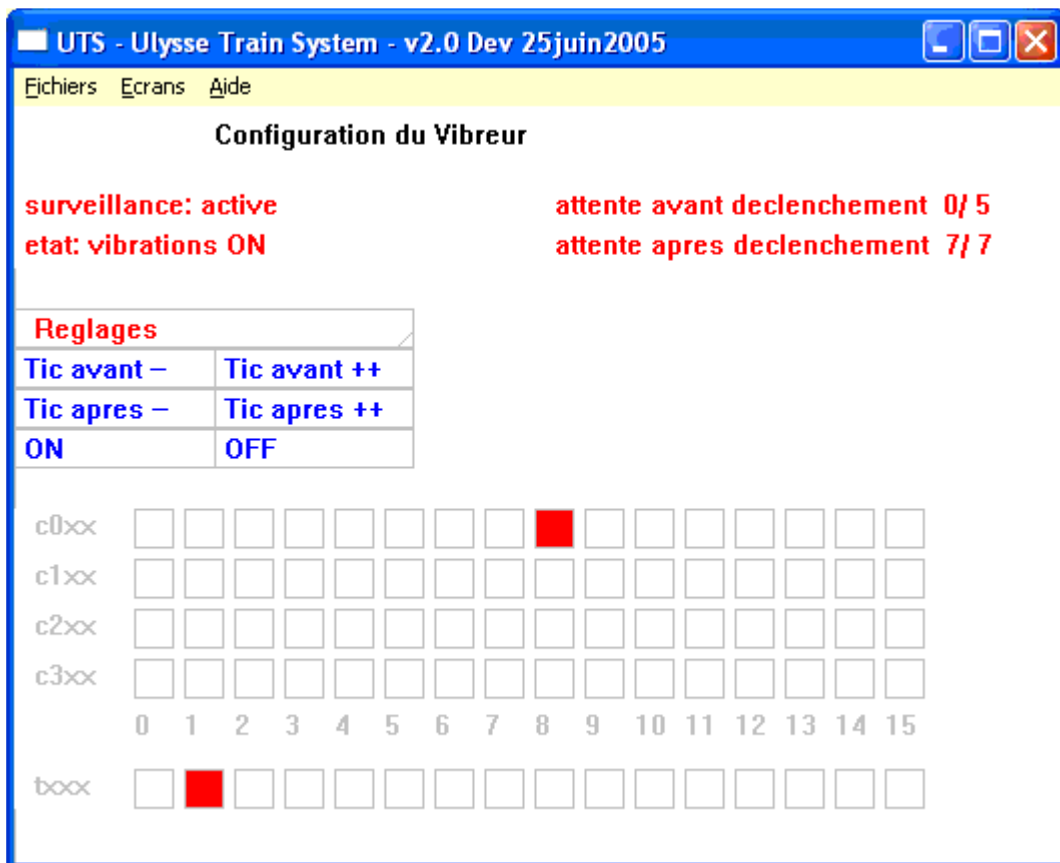 UTS - Ulysse Train System - v2.0 Dev 25juin2005
Fichiers Ecrans Aide
Configuration du Vibreur
surveillance: active attente avant declenchement 0/ 5
etat: vibrations ON attente apres declenchement 7/ 7
Reglages
Tic avant – Tic avant ++
Tic apres – Tic apres ++
ON OFF
c0xx
c1xx
c2xx
c3xx
0 1 2 3 4 5 6 7 8 9 10 11 12 13 14 15
txxx